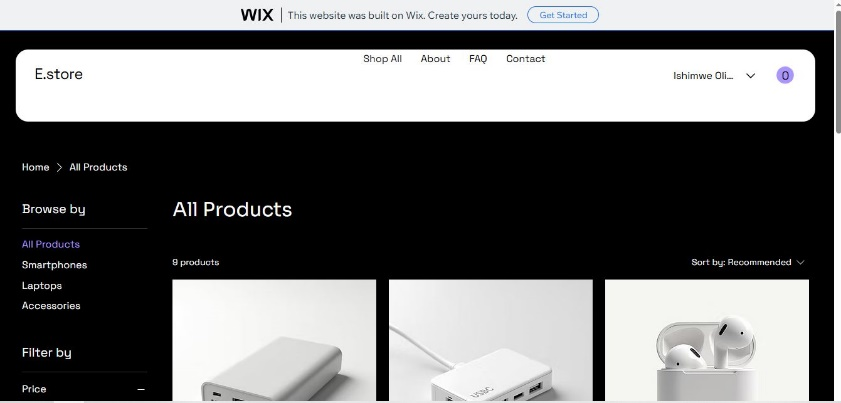 WIX | This website was built on Wix. Create yours today. Get Started
E.store
Shop All About FAQ Contact
Ishimwe Oli... 0
Home > All Products
Browse by
All Products
Smartphones
Laptops
Accessories
Filter by
Price
All Products
9 products
Sort by: Recommended
USBC